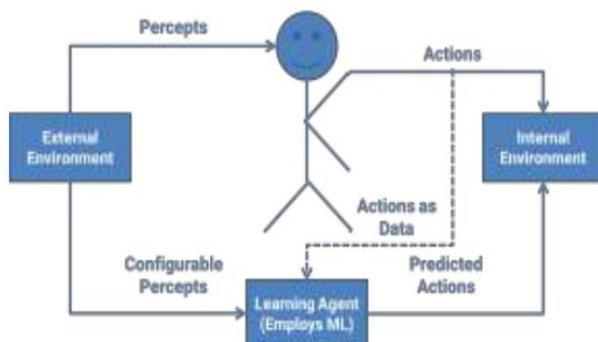 Percepts
Actions
External
Environment
Internal
Environment
Actions as
Data
Configurable
Percepts
Predicted
Actions
Learning Agent
(Employs ML)